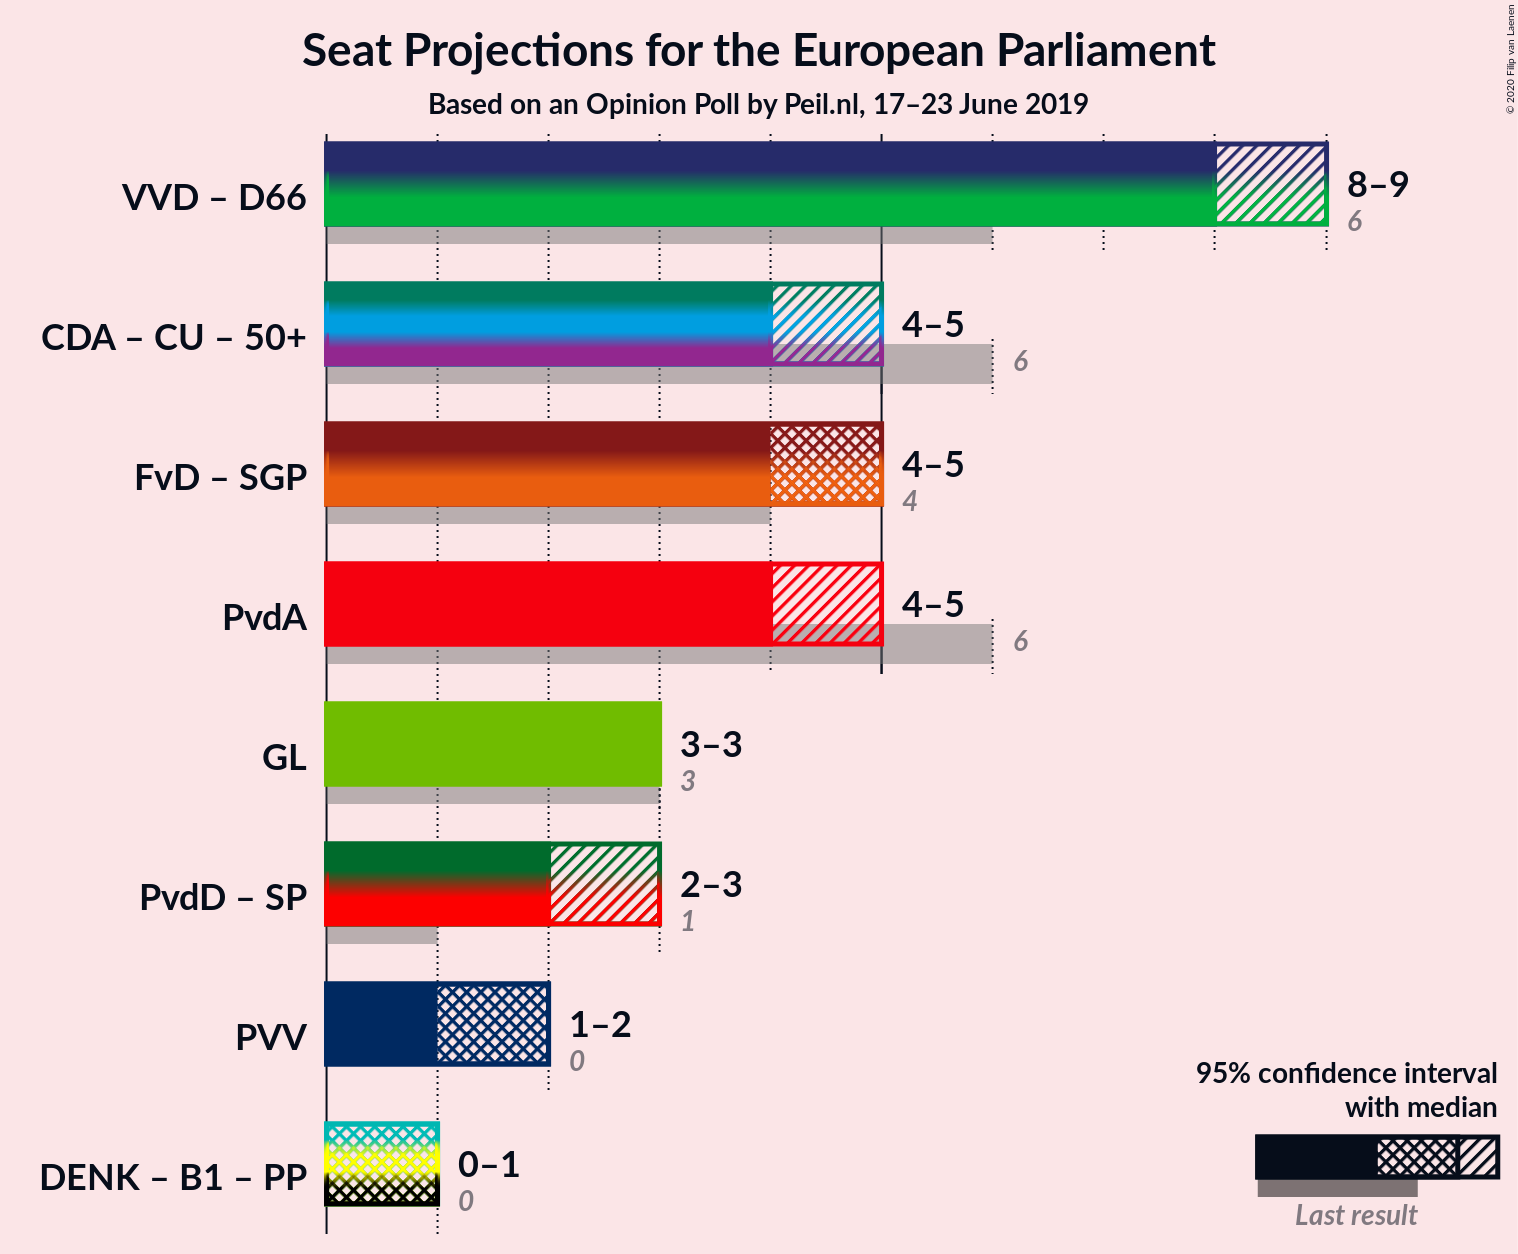 Seat Projections for the European Parliament
Based on an Opinion Poll by Peil.nl, 17–23 June 2019
© 2020 Filip van Laenen
VVD – D66
8–9
6
CDA – CU – 50+
4–5
6
FvD – SGP
4–5
4
PvdA
4–5
6
GL
3–3
3
PvdD – SP
2–3
1
PVV
1–2
0
DENK – B1 – PP
0–1
0
95% confidence interval
with median
Last result